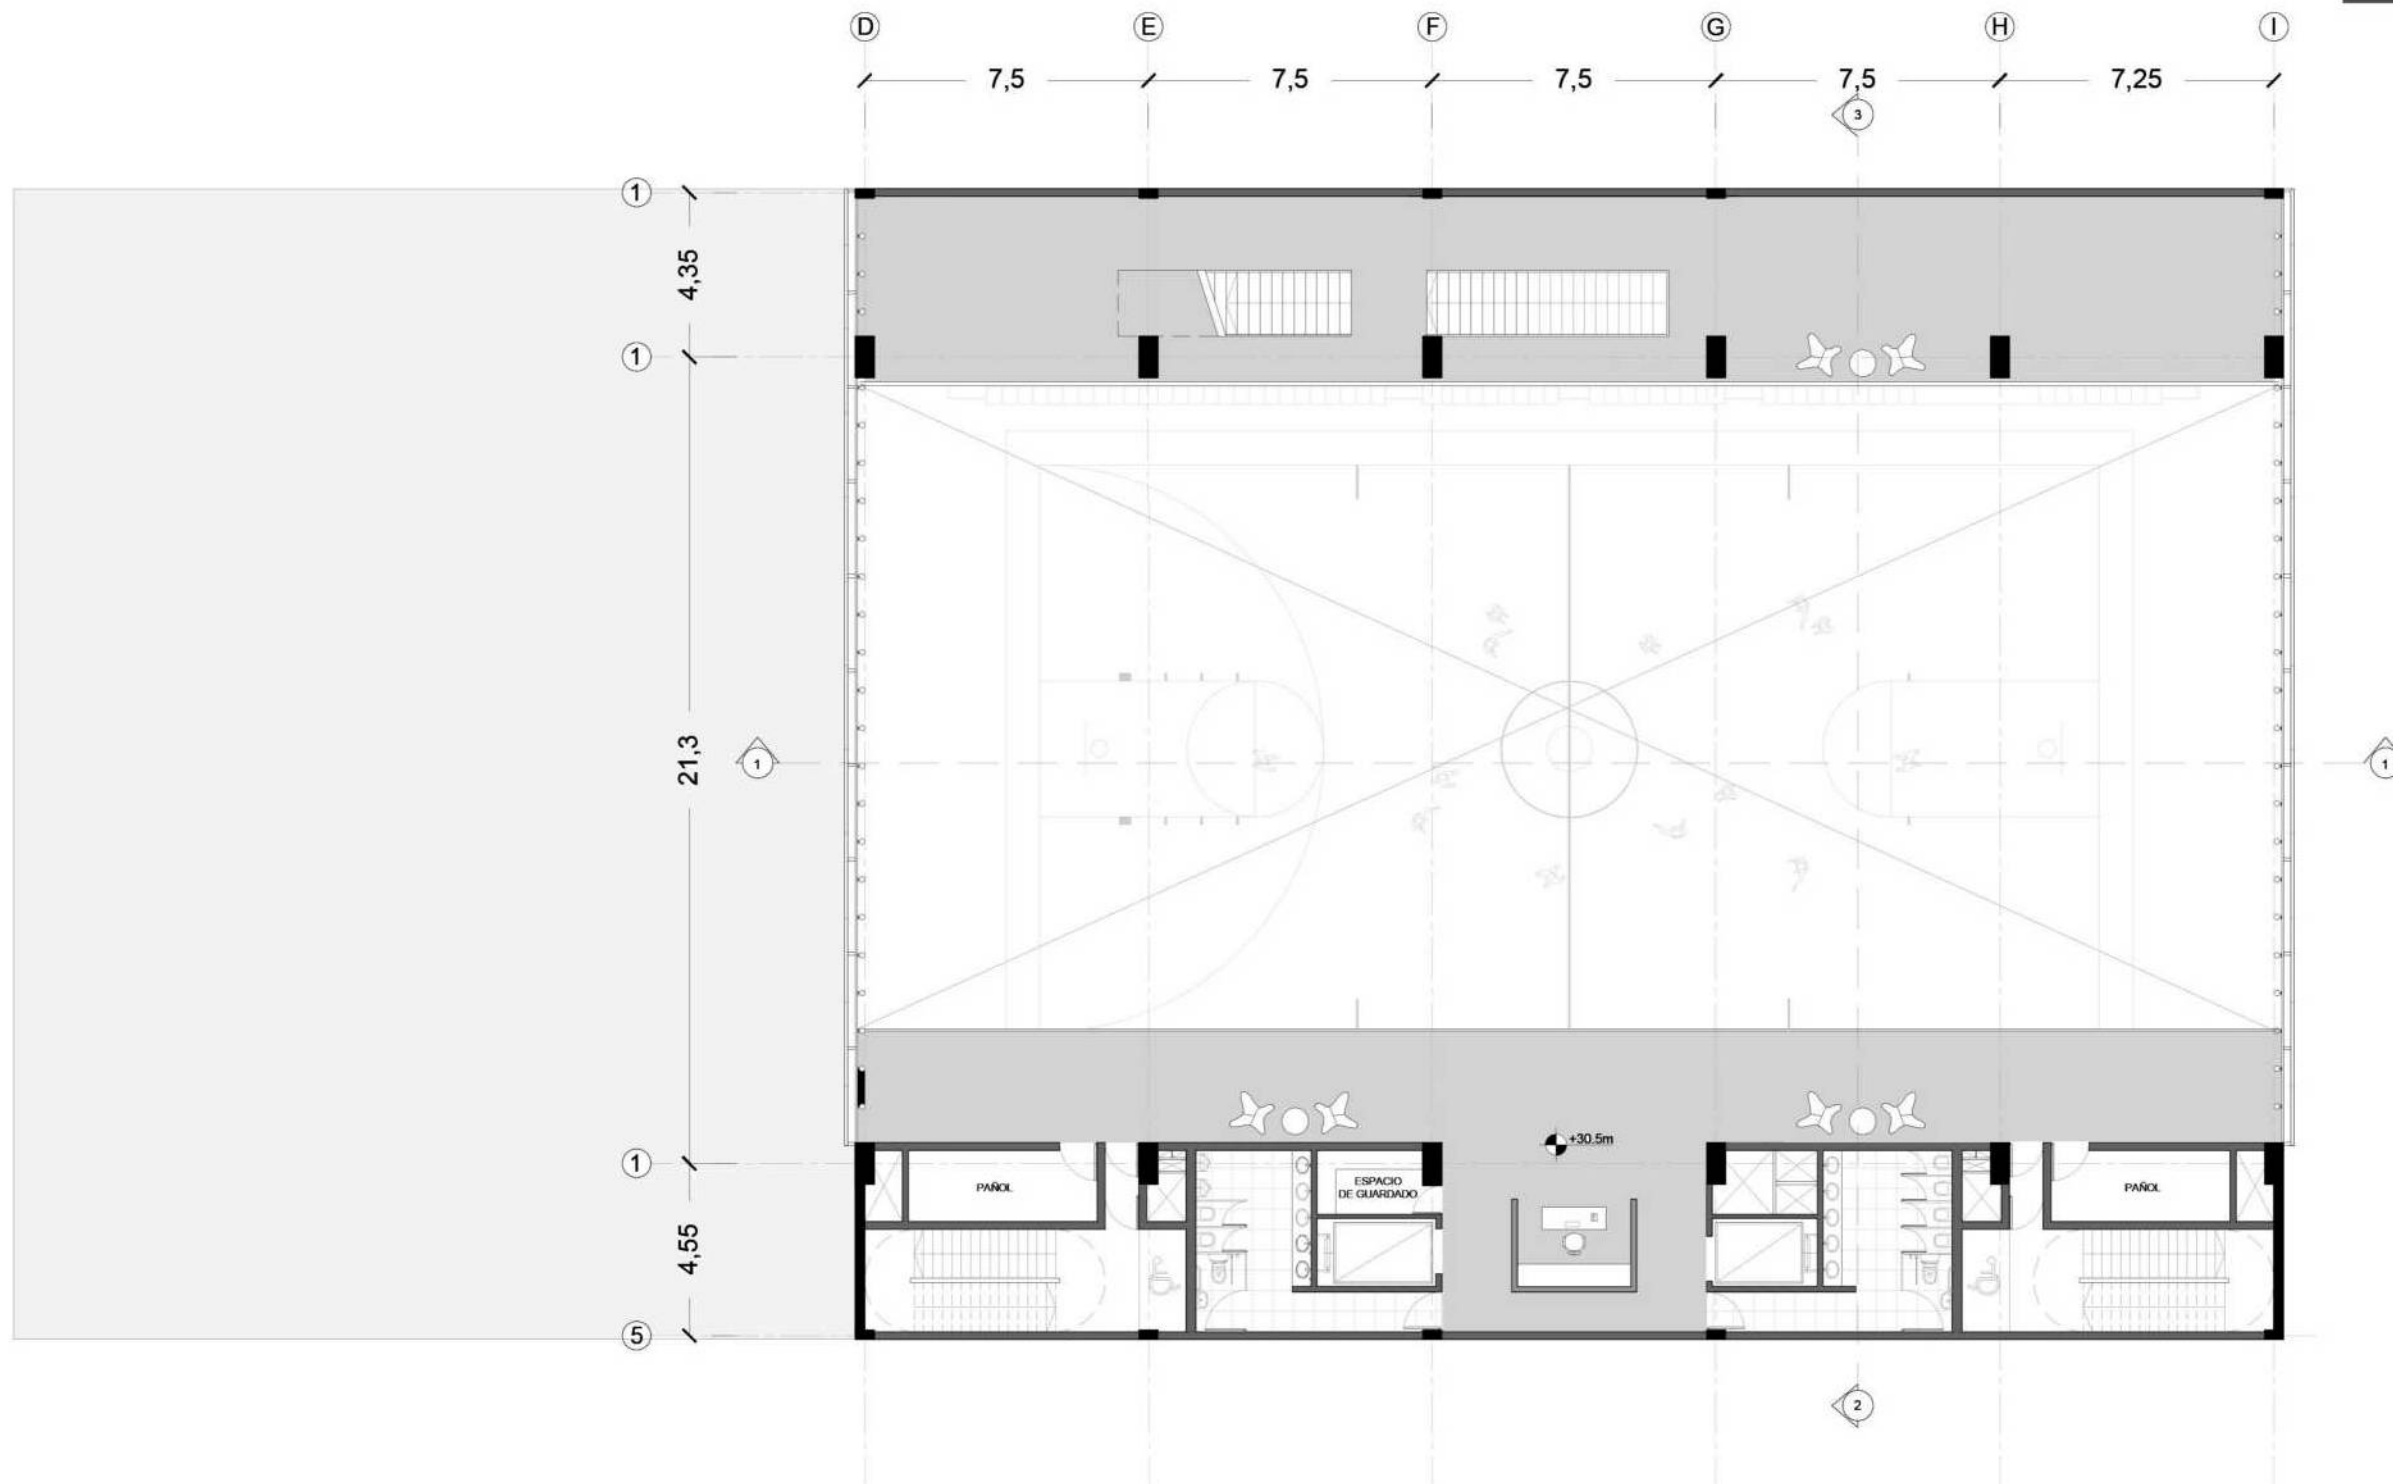 D E F G H I
7,5 7,5 7,5 7,5 7,25
3
1
4,35
1
21,3
1 1
+30.5m
1
PAÑOL
ESPACIO
DE GUARDADO
PAÑOL
4,55
5
2